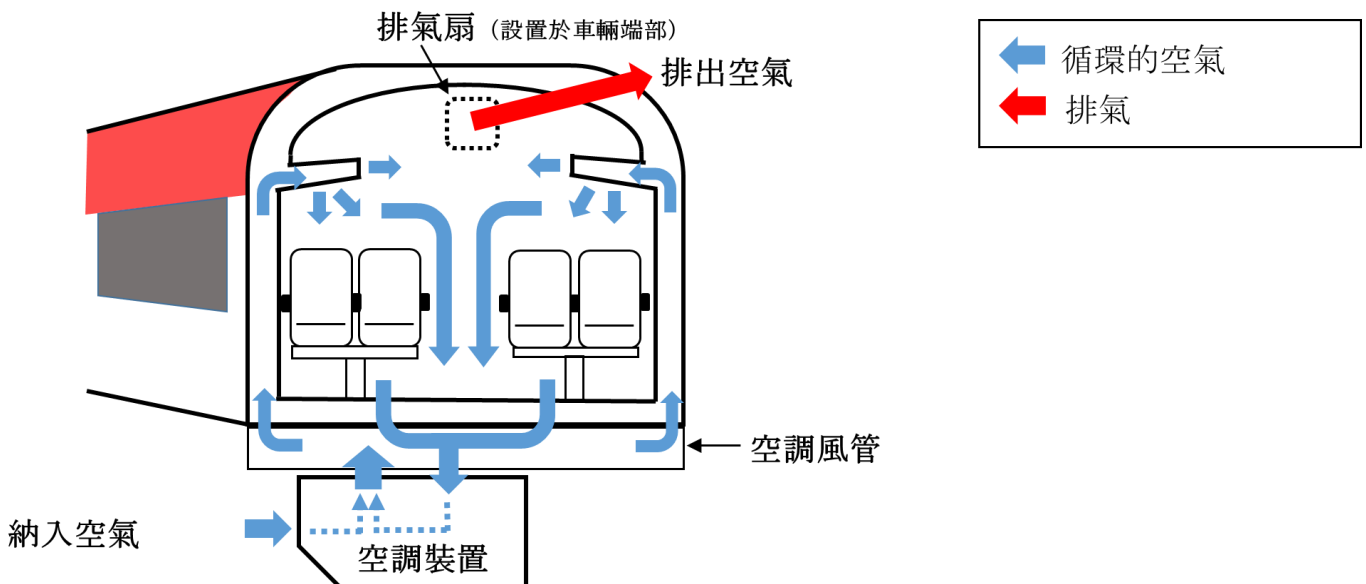 排氣扇（設置於車輛端部）
排出空氣
循環的空氣
排氣
空調風管
納入空氣
空調裝置